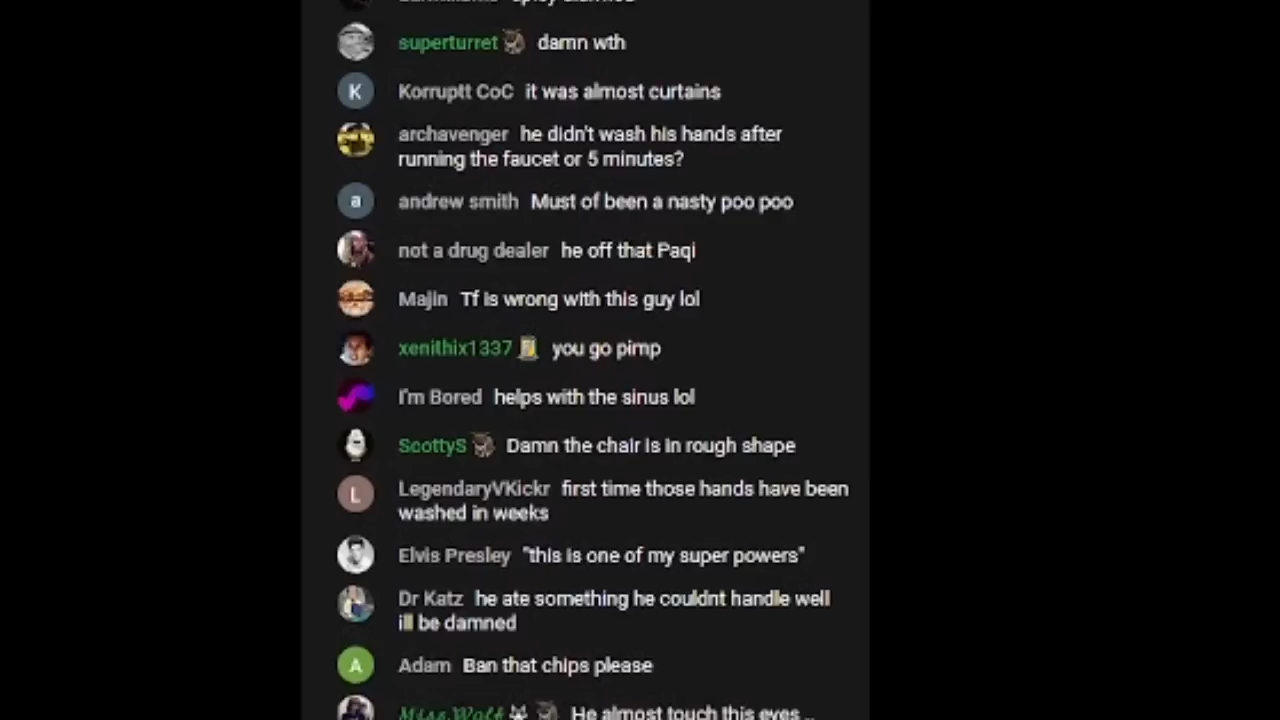 superturret damn wth
K Korruptt CoC it was almost curtains
archavenger he didn't wash his hands after
running the faucet or 5 minutes?
a andrew smith Must of been a nasty poo poo
not a drug dealer he off that Paqi
Majin Tf is wrong with this guy lol
xenithix1337 you go pimp
I'm Bored helps with the sinus lol
ScottyS Damn the chair is in rough shape
L LegendaryVKickr first time those hands have been
washed in weeks
Elvis Presley "this is one of my super powers"
Dr Katz he ate something he couldnt handle well
ill be damned
A Adam Ban that chips please
He almost touch this eyes ..